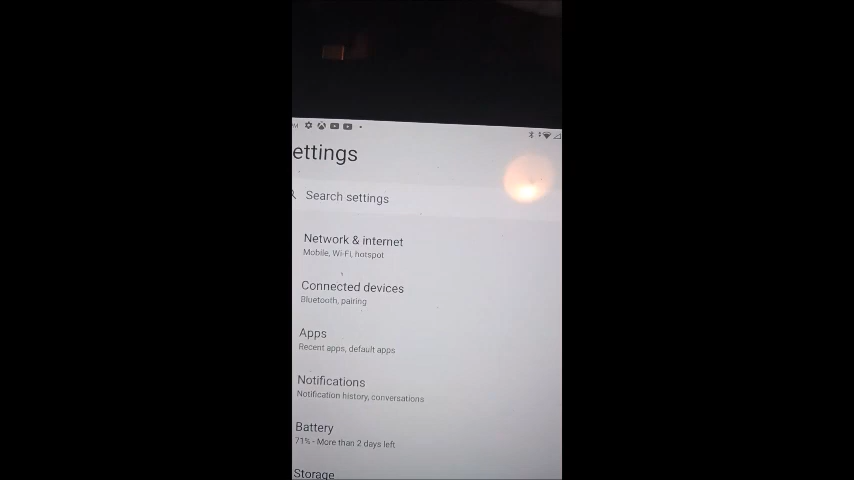 ettings
Search settings
Network & internet
Mobile, Wi-Fi, hotspot
Connected devices
Bluetooth, pairing
Apps
Recent apps, default apps
Notifications
Notification history, conversations
Battery
71% - More than 2 days left
Storage